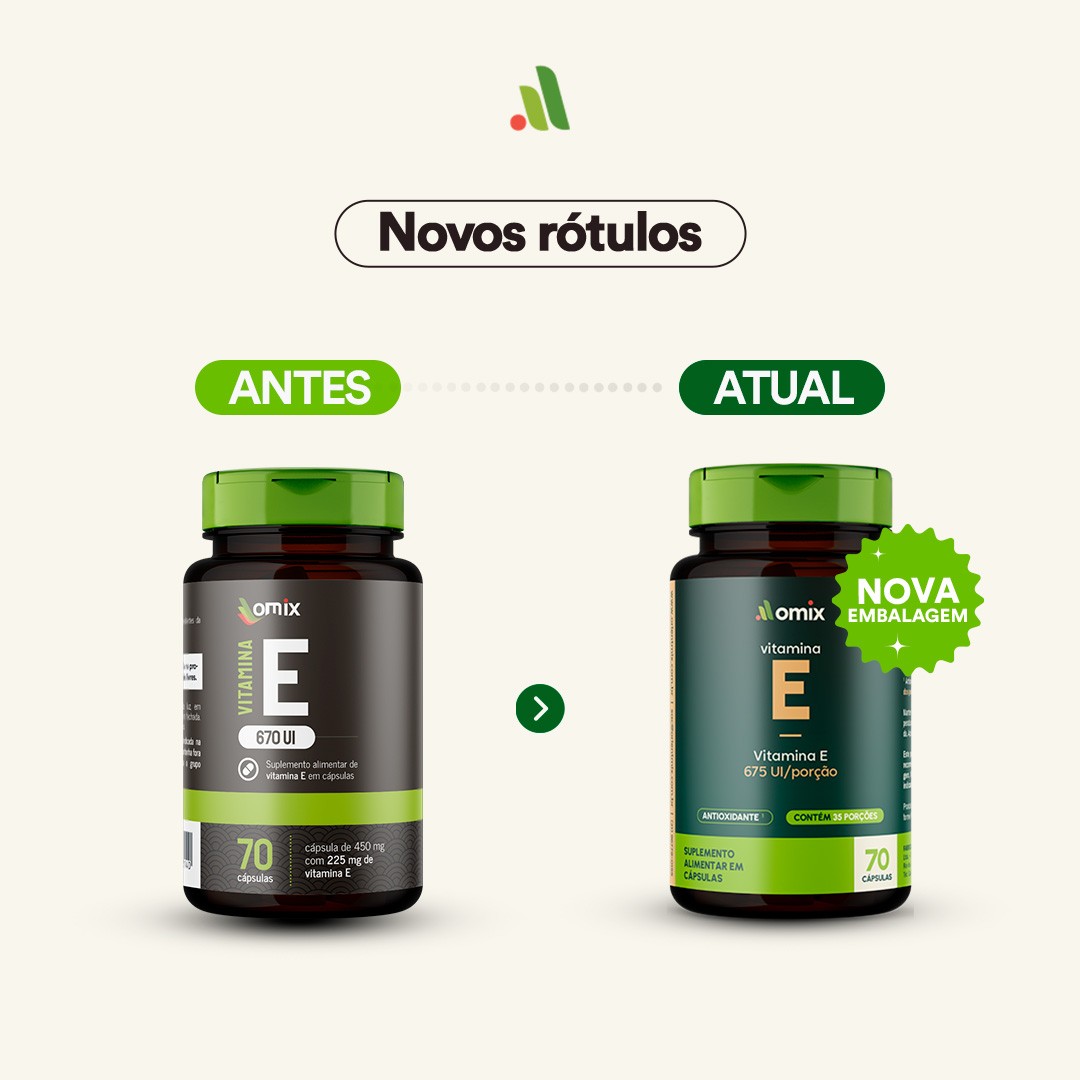 Novos rótulos
ANTES
ATUAL
omix
VITAMINA
E
670 UI
Suplemento alimentar de
vitamina E em cápsulas
70
cápsulas
cápsula de 450 mg
com 225 mg de
vitamina E
omix
vitamina
E
Vitamina E
675 UI/porção
ANTIOXIDANTE
CONTÉM 35 PORÇÕES
SUPLEMENTO
ALIMENTAR EM
CÁPSULAS
70
CÁPSULAS
NOVA
EMBALAGEM